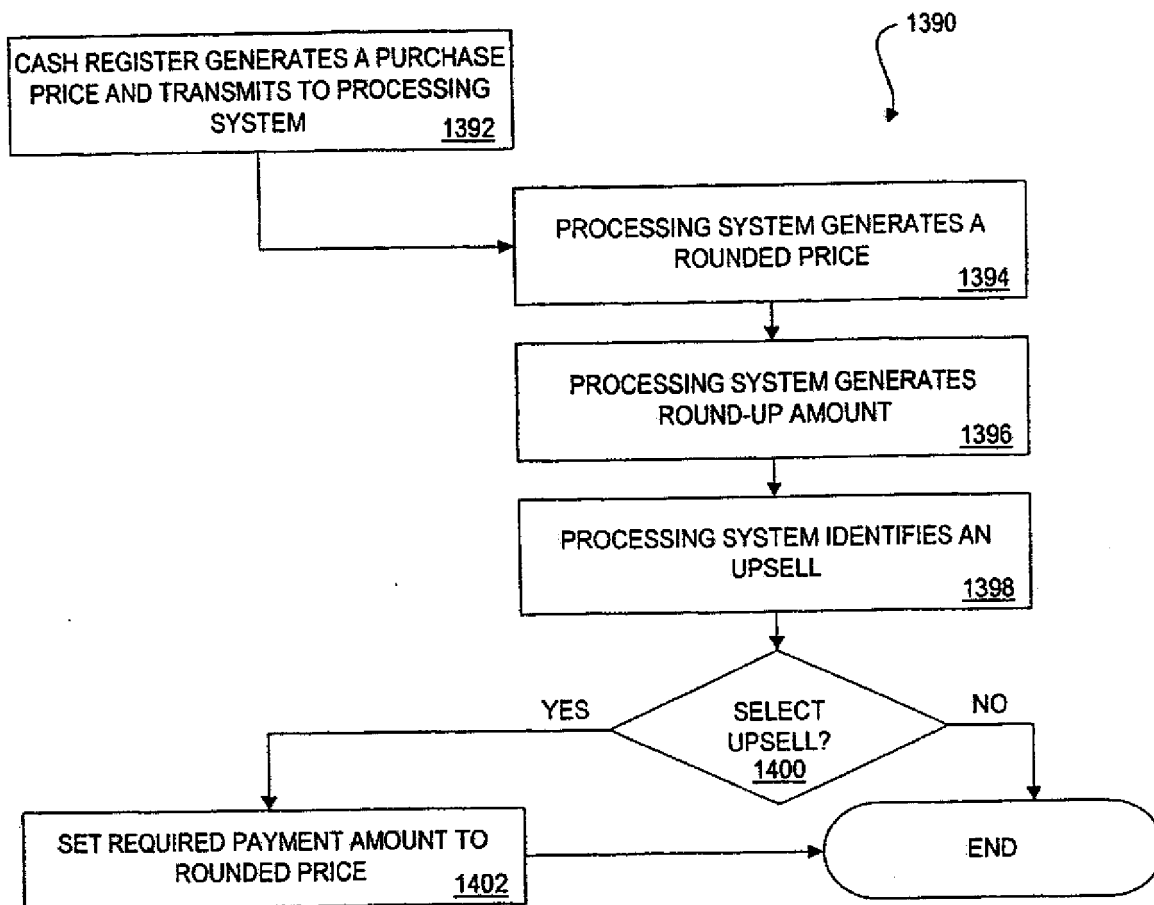 1390
CASH REGISTER GENERATES A PURCHASE
PRICE AND TRANSMITS TO PROCESSING
SYSTEM
1392
PROCESSING SYSTEM GENERATES A
ROUNDED PRICE
1394
PROCESSING SYSTEM GENERATES
ROUND-UP AMOUNT
1396
PROCESSING SYSTEM IDENTIFIES AN
UPSELL
1398
YES
SELECT
UPSELL?
1400
NO
SET REQUIRED PAYMENT AMOUNT TO
ROUNDED PRICE
1402
END